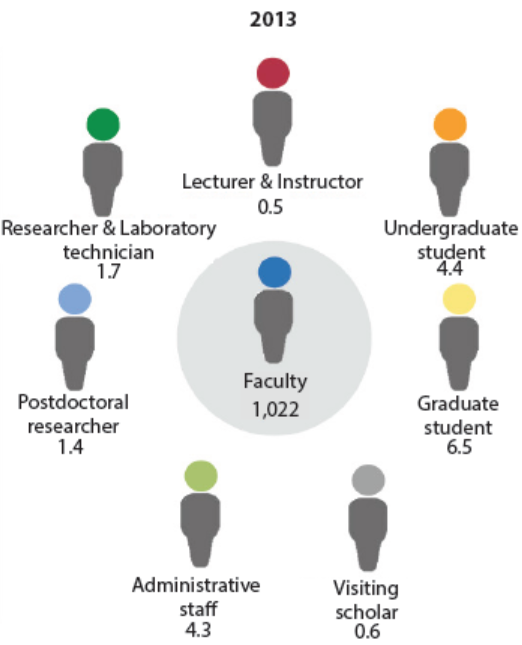 2013
Lecturer & Instructor
0.5
Researcher & Laboratory
technician
1.7
Undergraduate
student
4.4
Faculty
1,022
Postdoctoral
researcher
1.4
Graduate
student
6.5
Administrative
staff
4.3
Visiting
scholar
0.6